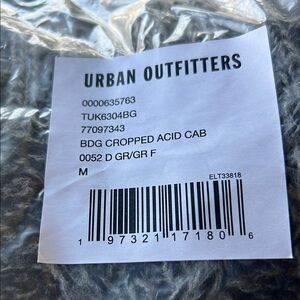 URBAN OUTFITTERS
0000635763
TUK6304BG
77097343
BDG CROPPED ACID CAB
0052 D GR/GR F
M
ELT33818
1 97321 17180 6